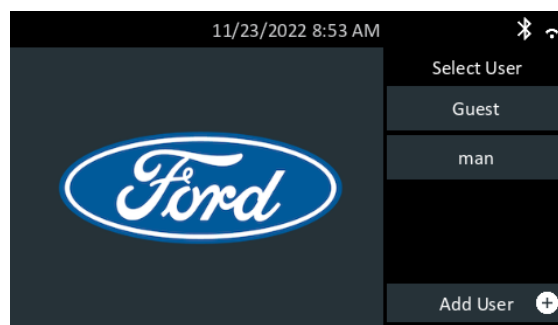 11/23/2022 8:53 AM
Select User
Guest
man
Ford
Add User